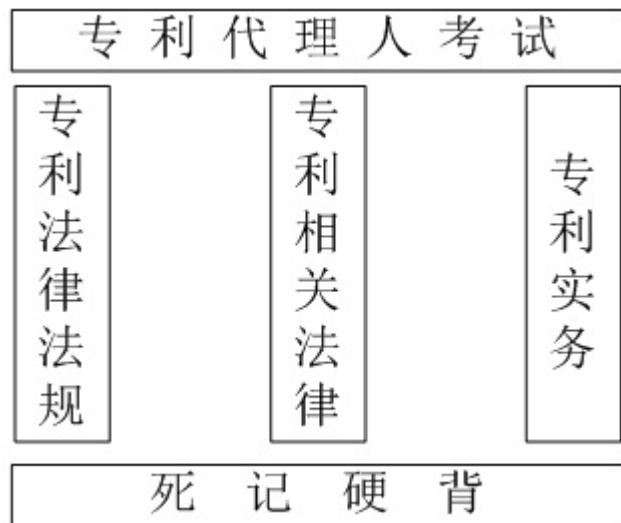 专利代理人考试
专利法律法规
专利相关法律
专利实务
死记硬背